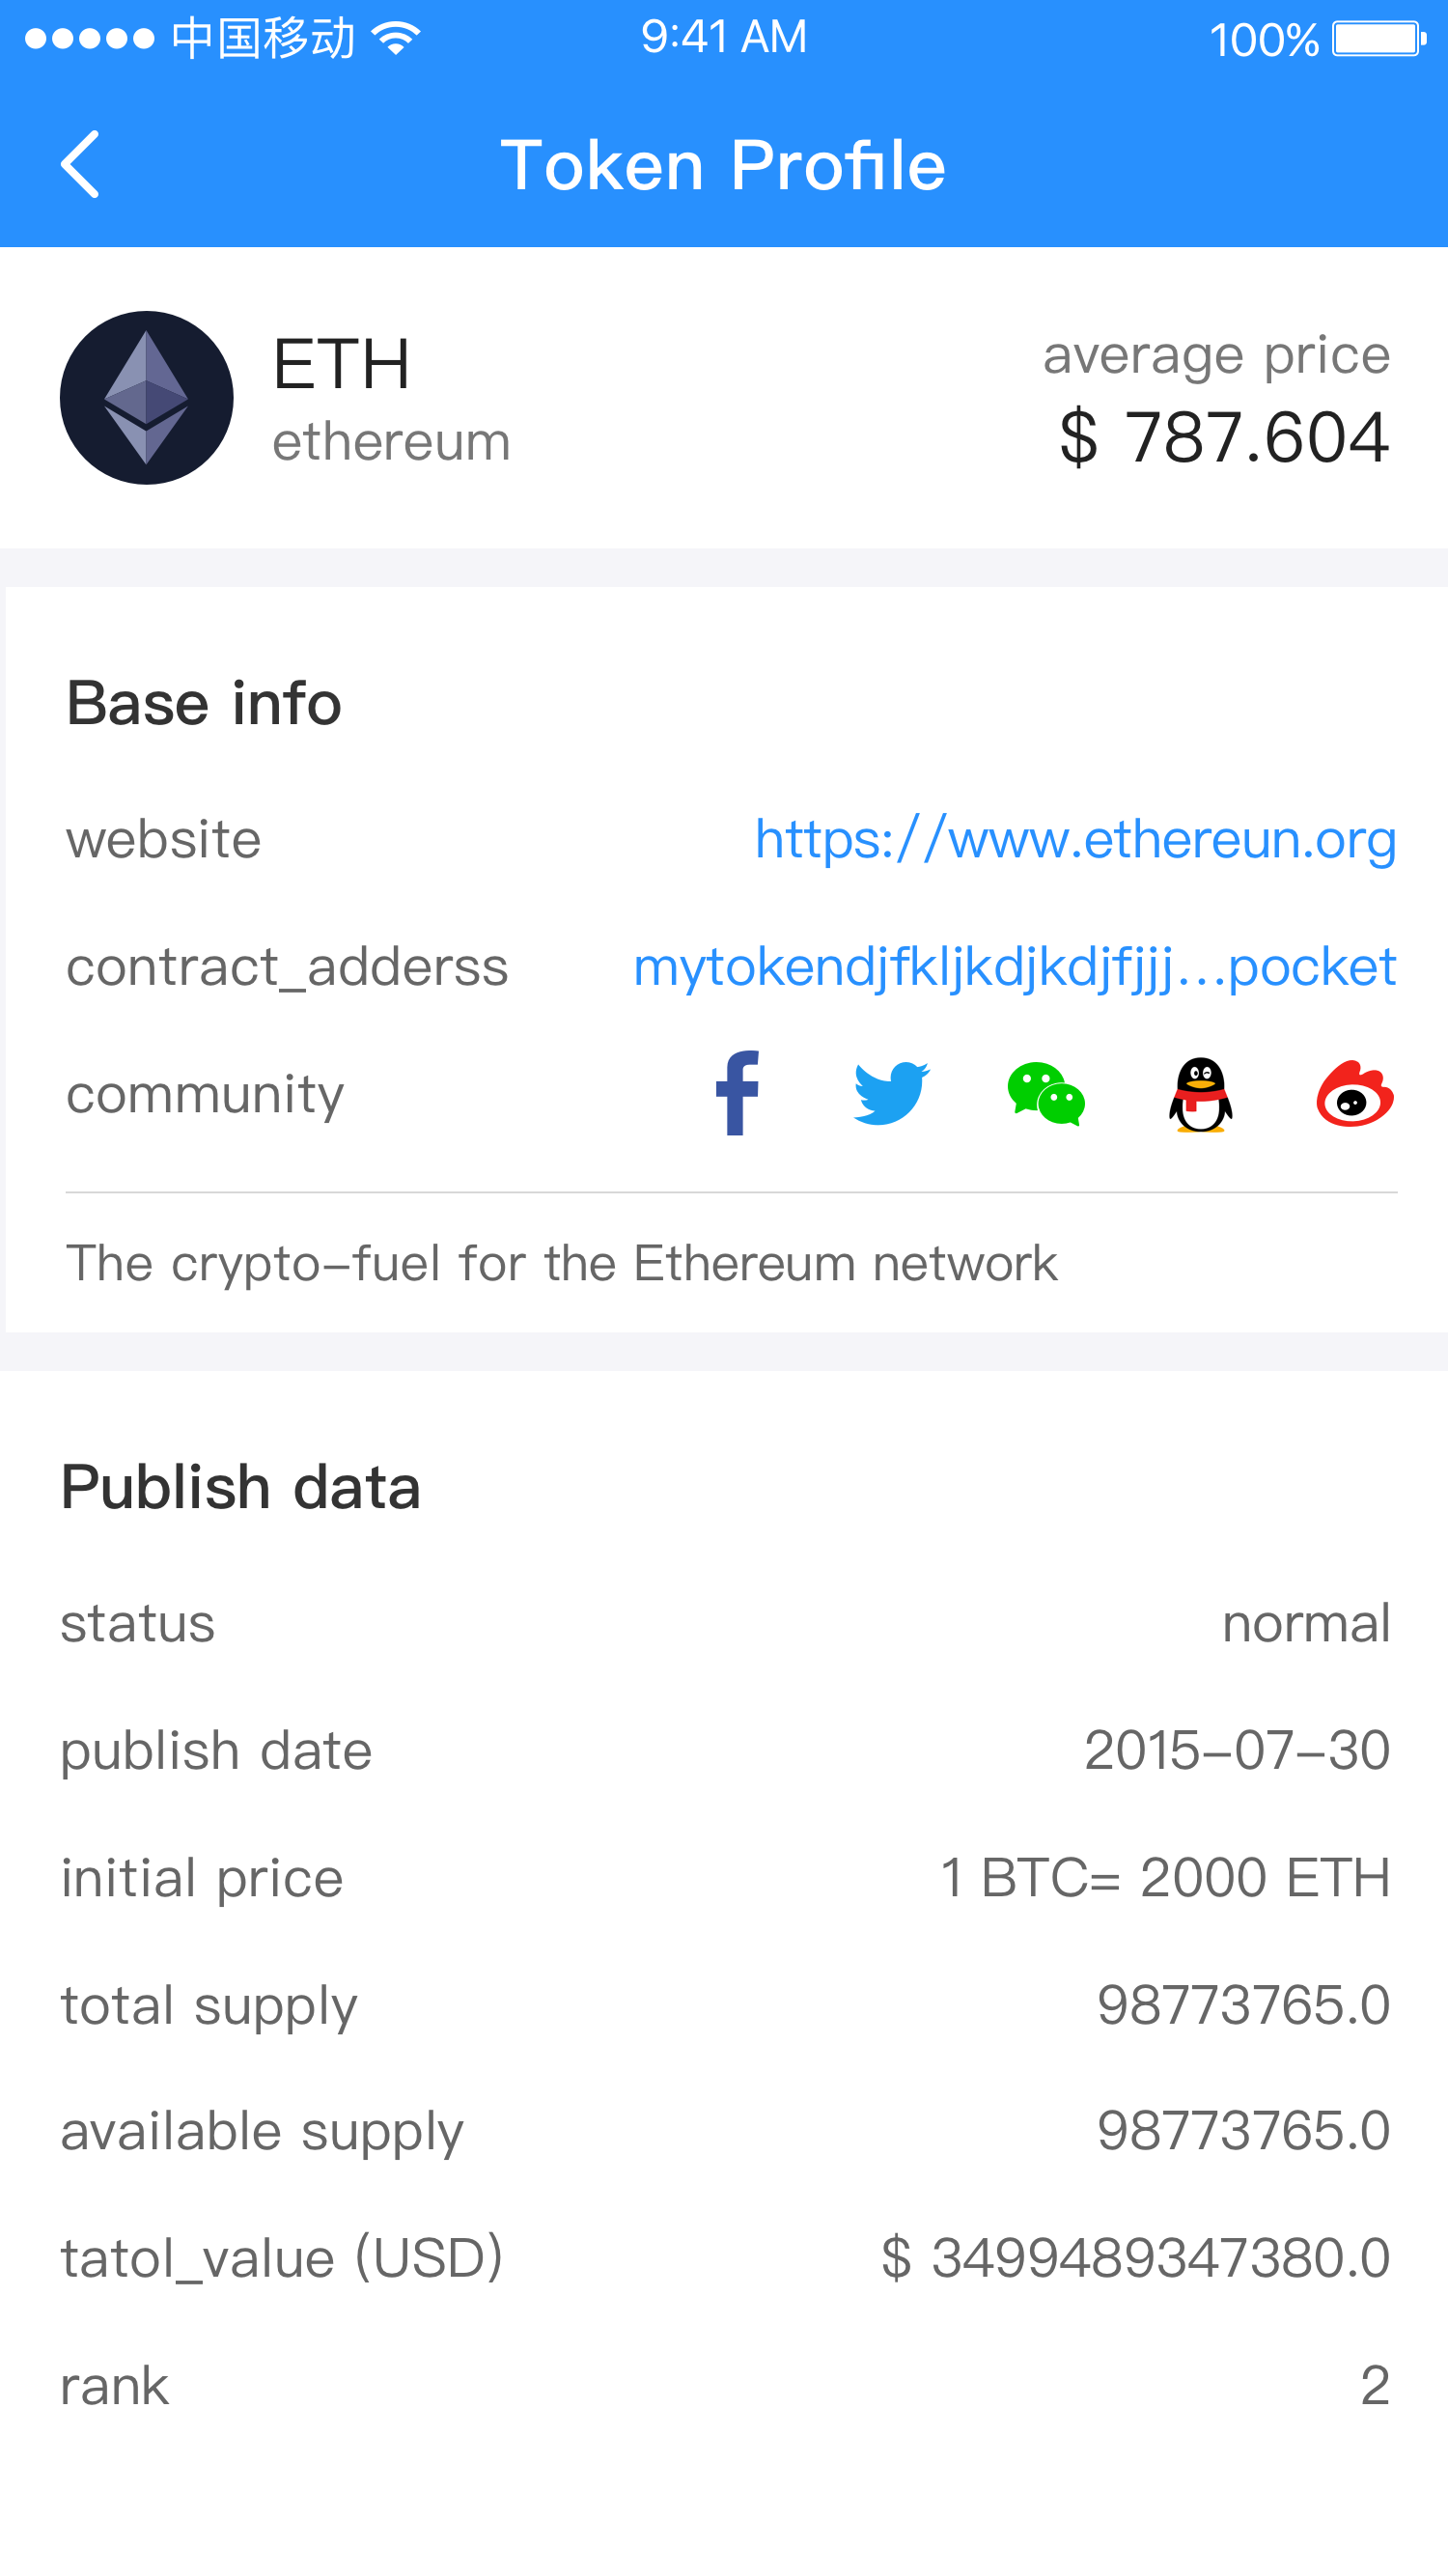 中国移动 9:41 AM 100%
Token Profile
ETH
ethereum
average price
$ 787.604
Base info
website https://www.ethereun.org
contract_adderss mytokendjfkljkdjkdjfjjj...pocket
community
The crypto-fuel for the Ethereum network
Publish data
status normal
publish date 2015-07-30
initial price 1 BTC= 2000 ETH
total supply 98773765.0
available supply 98773765.0
tatol_value (USD) $ 3499489347380.0
rank 2